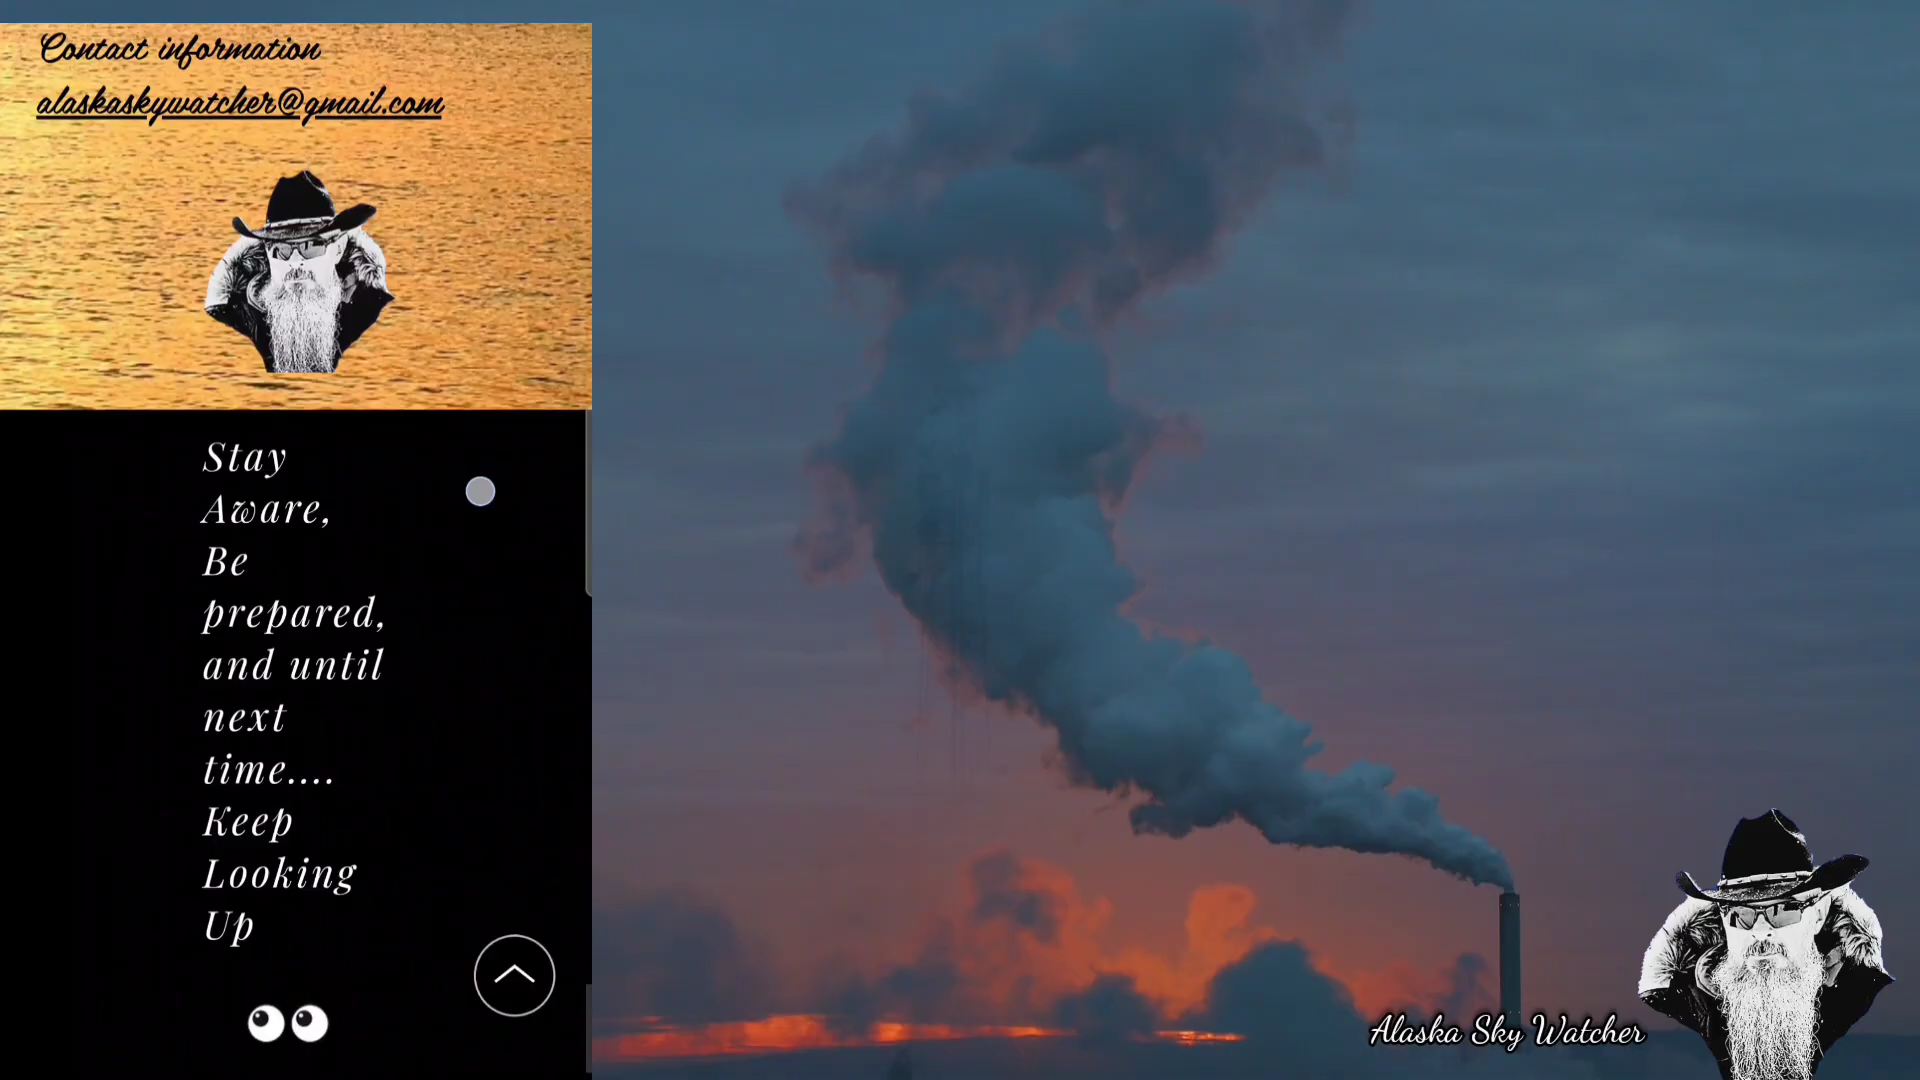 Contact information
alaskaskywatcher@gmail.com
Stay
Aware,
Be
prepared,
and until
next
time....
Keep
Looking
Up
Alaska Sky Watcher